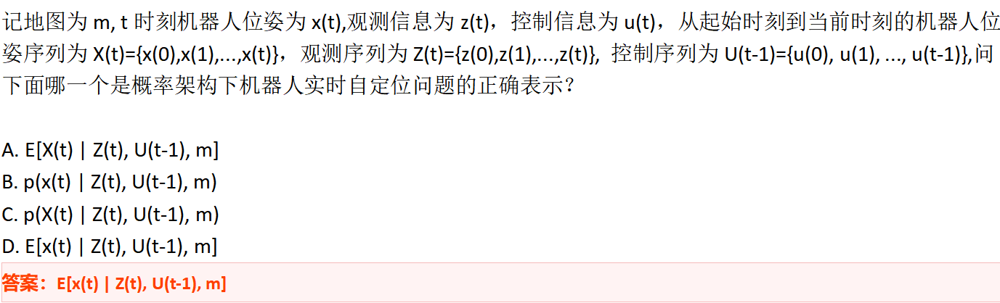 记地图为 m, t 时刻机器人位姿为 x(t),观测信息为 z(t)，控制信息为 u(t)，从起始时刻到当前时刻的机器人位
姿序列为 X(t)={x(0),x(1),...,x(t)}，观测序列为 Z(t)={z(0),z(1),...,z(t)}, 控制序列为 U(t-1)={u(0), u(1), ..., u(t-1)},问
下面哪一个是概率架构下机器人实时自定位问题的正确表示？
A. E[X(t) | Z(t), U(t-1), m]
B. p(x(t) | Z(t), U(t-1), m)
C. p(X(t) | Z(t), U(t-1), m)
D. E[x(t) | Z(t), U(t-1), m]
答案：E[x(t) | Z(t), U(t-1), m]